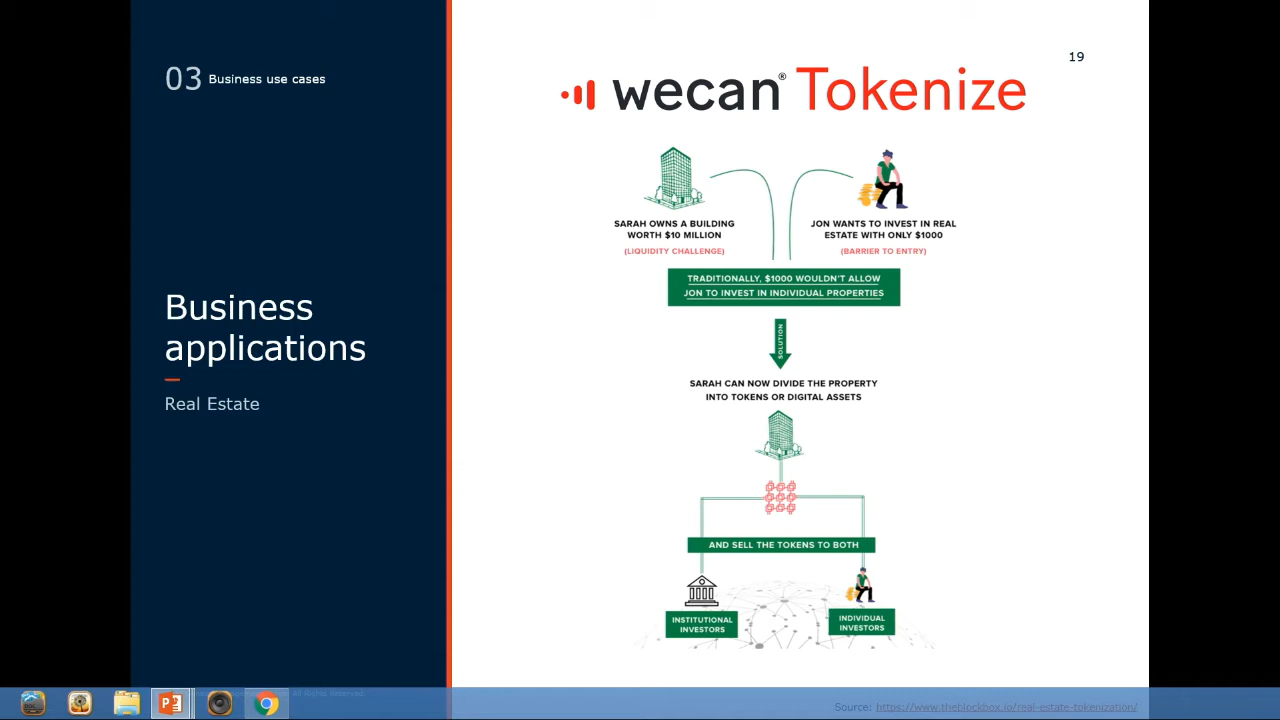 03 Business use cases
Business
applications
Real Estate
19
wecan® Tokenize
SARAH OWNS A BUILDING
WORTH $10 MILLION
(LIQUIDITY CHALLENGE)
JON WANTS TO INVEST IN REAL
ESTATE WITH ONLY $1000
(BARRIER TO ENTRY)
TRADITIONALLY, $1000 WOULDN'T ALLOW
JON TO INVEST IN INDIVIDUAL PROPERTIES
SOLUTION
SARAH CAN NOW DIVIDE THE PROPERTY
INTO TOKENS OR DIGITAL ASSETS
AND SELL THE TOKENS TO BOTH
INSTITUTIONAL
INVESTORS
INDIVIDUAL
INVESTORS
All Rights Reserved.
Source: https://www.theblockbox.io/real-estate-tokenization/